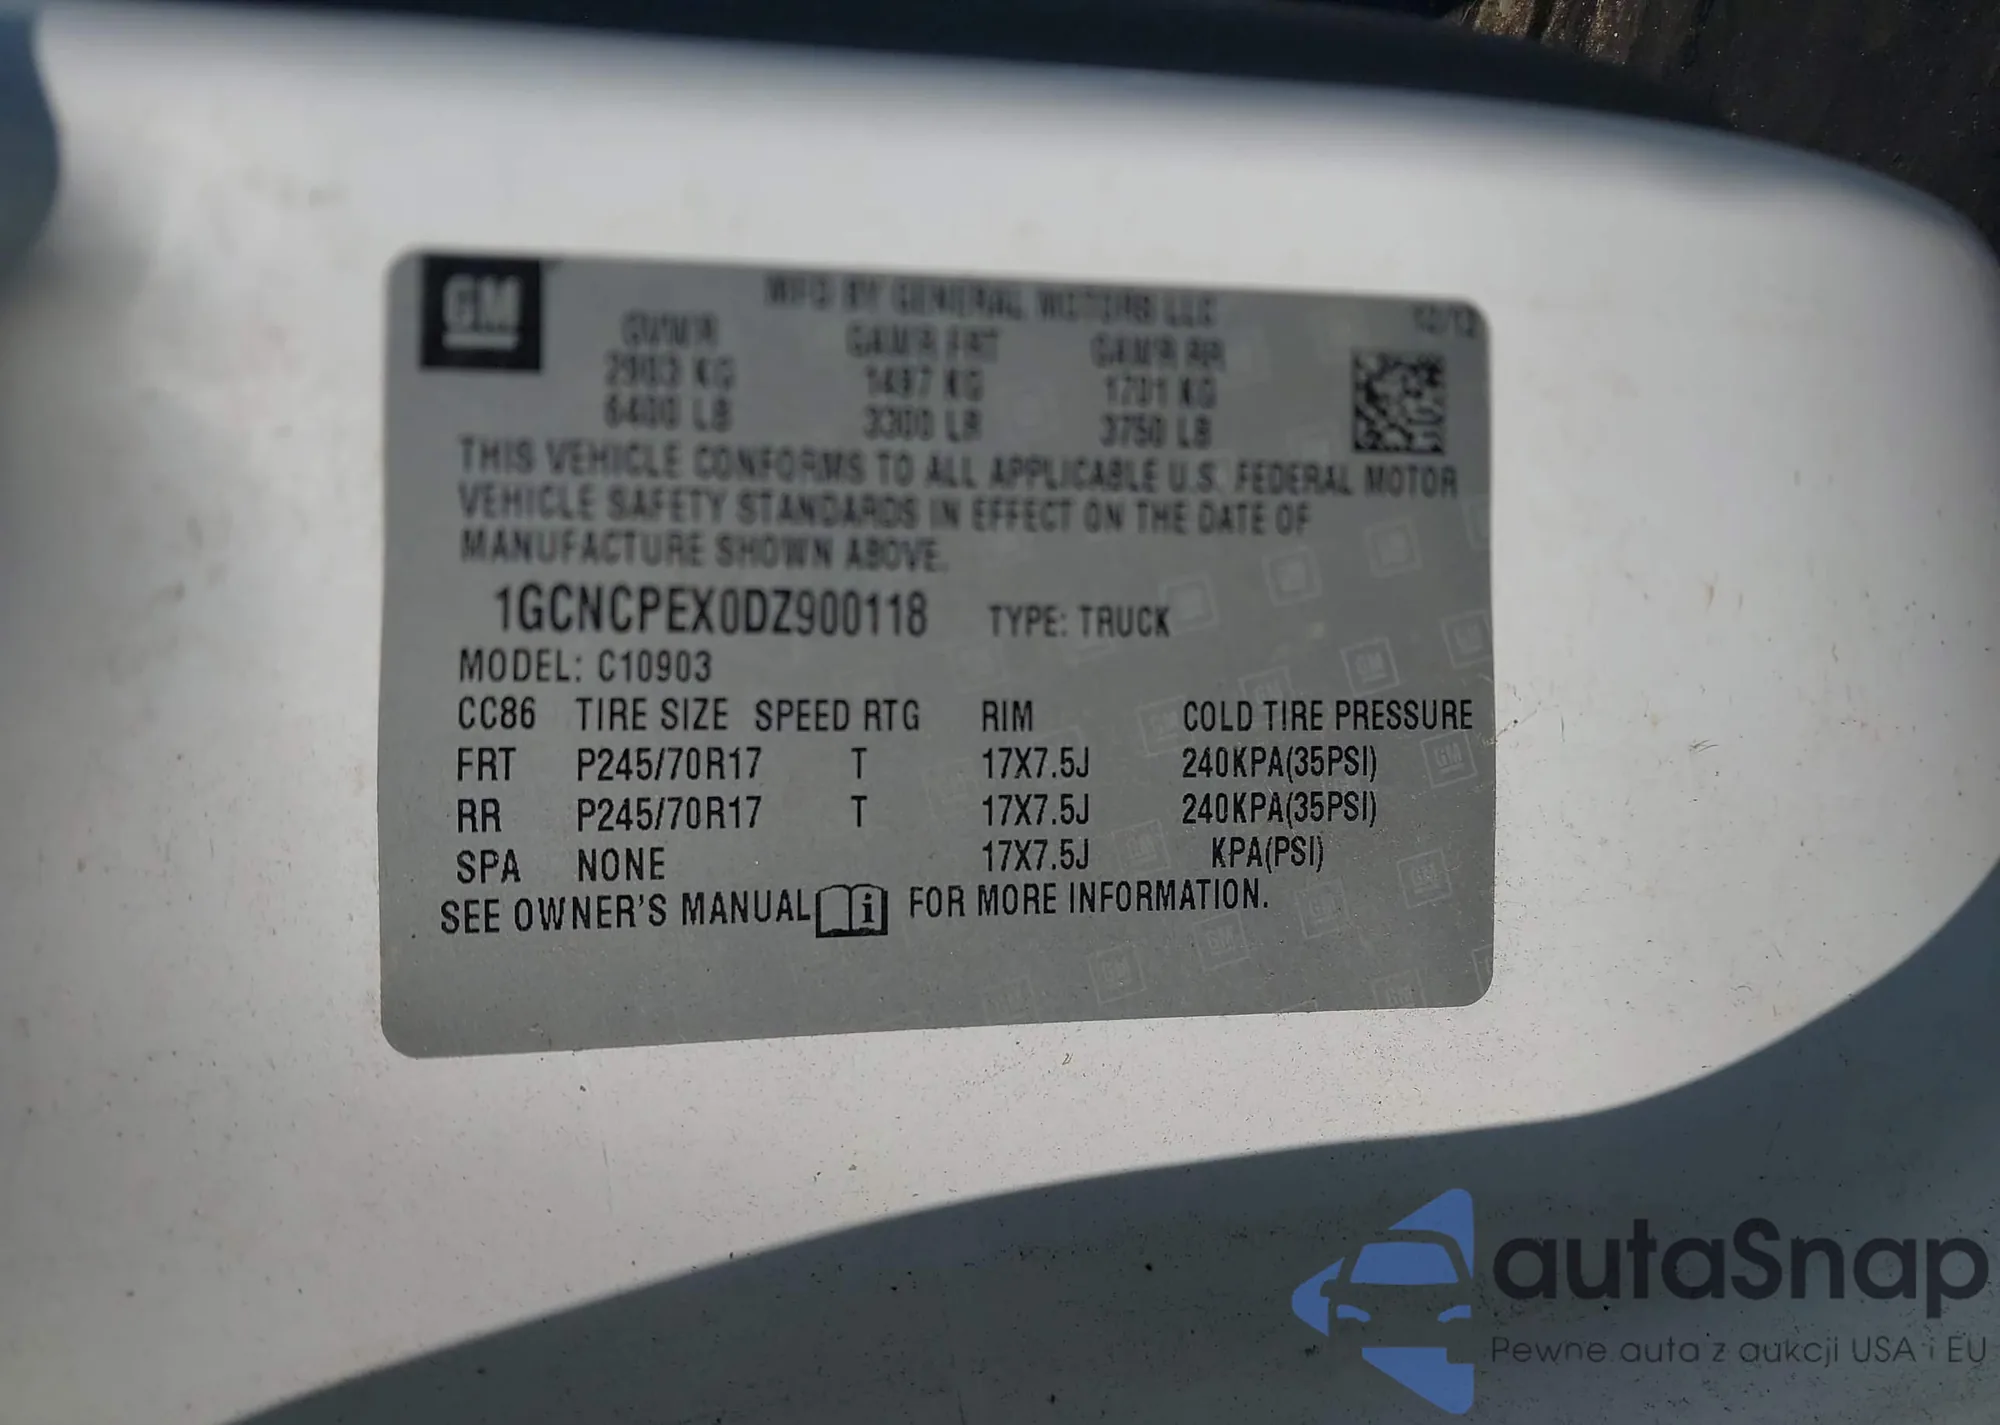 GM
MFD BY GENERAL MOTORS LLC
12/12
GVWR GAWR FRT GAWR RR
2903 KG 1497 KG 1701 KG
6400 LB 3300 LB 3750 LB
THIS VEHICLE CONFORMS TO ALL APPLICABLE U.S. FEDERAL MOTOR
VEHICLE SAFETY STANDARDS IN EFFECT ON THE DATE OF
MANUFACTURE SHOWN ABOVE.
1GCNCPEX0DZ900118 TYPE: TRUCK
MODEL: C10903
CC86 TIRE SIZE SPEED RTG RIM COLD TIRE PRESSURE
FRT P245/70R17 T 17X7.5J 240KPA(35PSI)
RR P245/70R17 T 17X7.5J 240KPA(35PSI)
SPA NONE 17X7.5J KPA(PSI)
SEE OWNER'S MANUAL i FOR MORE INFORMATION.
autaSnap
Pewne auta z aukcji USA i EU